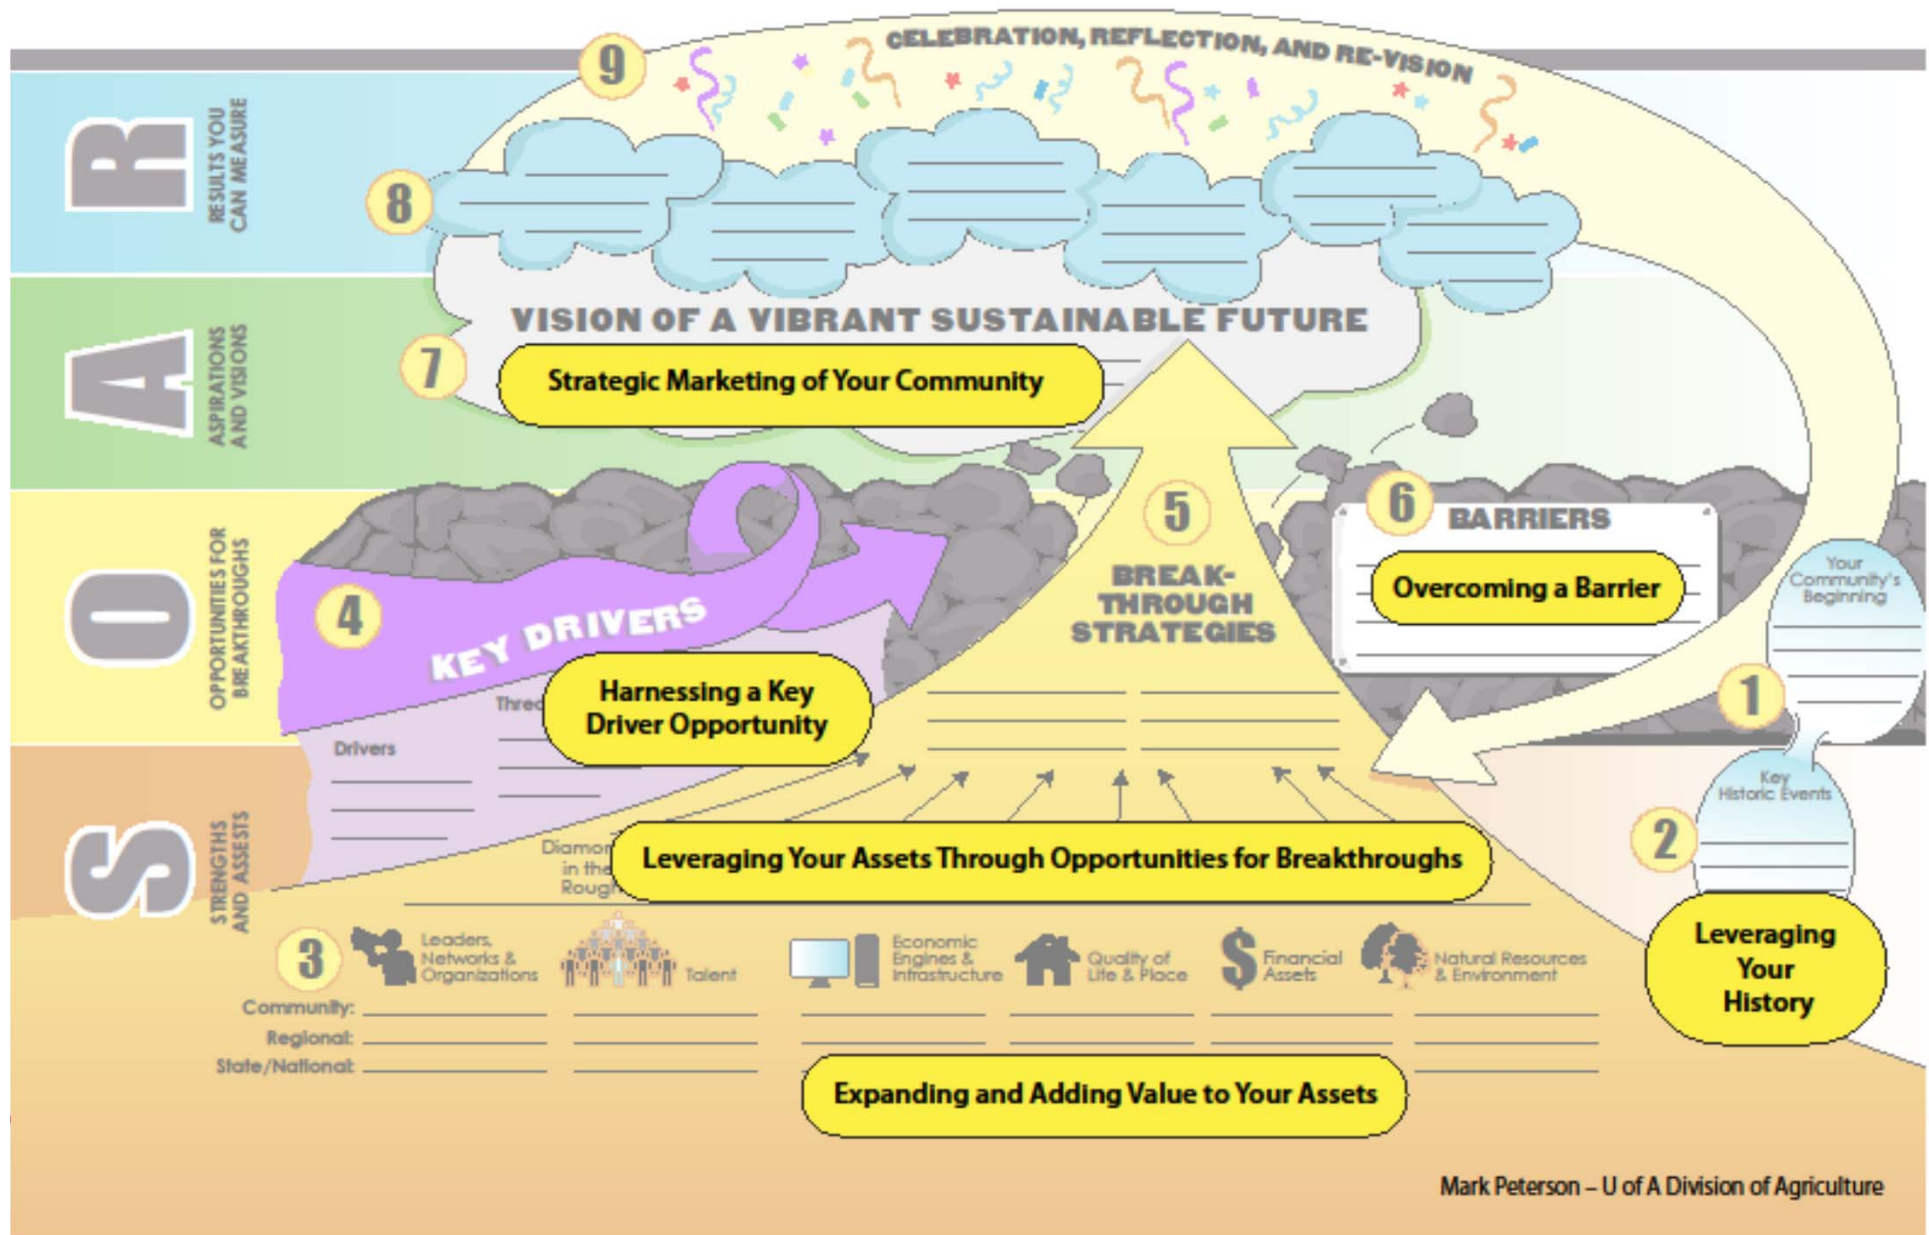 9
CELEBRATION, REFLECTION, AND RE-VISION
R
RESULTS YOU
CAN MEASURE
8
A
ASPIRATIONS
AND VISIONS
VISION OF A VIBRANT SUSTAINABLE FUTURE
7
Strategic Marketing of Your Community
O
OPPORTUNITIES FOR
BREAKTHROUGHS
4
KEY DRIVERS
Harnessing a Key
Driver Opportunity
Drivers
5
BREAK-
THROUGH
STRATEGIES
6
BARRIERS
Overcoming a Barrier
1
Your
Community's
Beginning
2
Key
Historic Events
Leveraging
Your
History
S
STRENGTHS
AND ASSESTS
in the
Rough
Leveraging Your Assets Through Opportunities for Breakthroughs
3
Leaders,
Networks &
Organizations
Talent
Economic
Engines &
Infrastructure
Quality of
Life & Place
$
Financial
Assets
Natural Resources
& Environment
Community:
Regional:
State/National:
Expanding and Adding Value to Your Assets
Mark Peterson – U of A Division of Agriculture